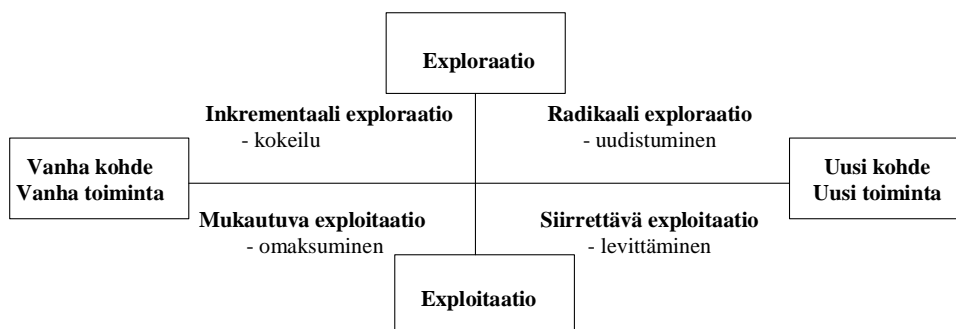 Exploraatio
Inkrementaali exploraatio
- kokeilu
Radikaali exploraatio
- uudistuminen
Vanha kohde
Vanha toiminta
Uusi kohde
Uusi toiminta
Mukautuva exploitaatio
- omaksuminen
Siirrettävä exploitaatio
- levittäminen
Exploitaatio